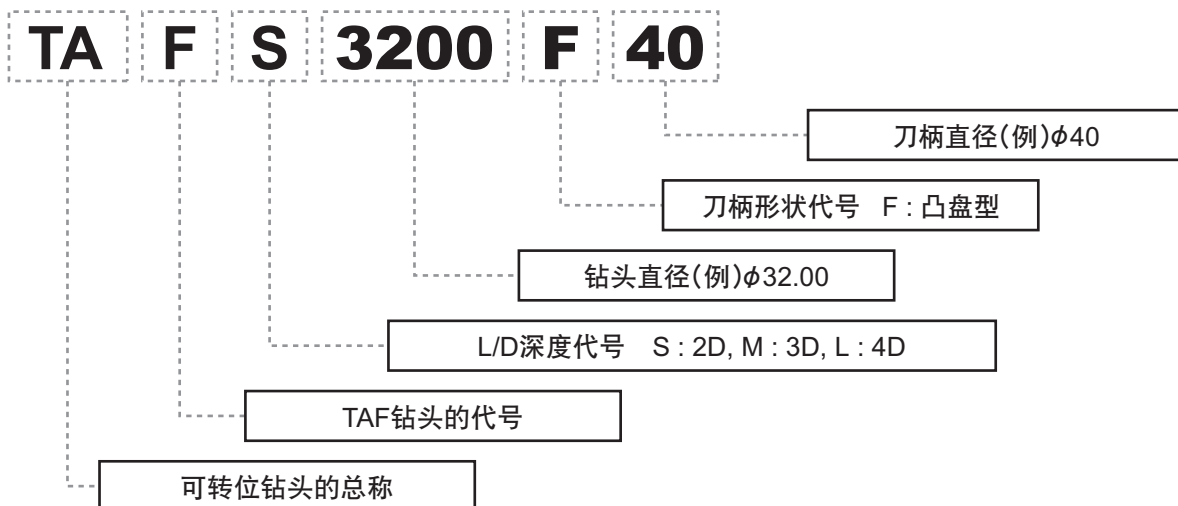 TA F S 3200 F 40
刀柄直径(例)φ40
刀柄形状代号 F : 凸盘型
钻头直径(例)φ32.00
L/D深度代号 S : 2D, M : 3D, L : 4D
TAF钻头的代号
可转位钻头的总称